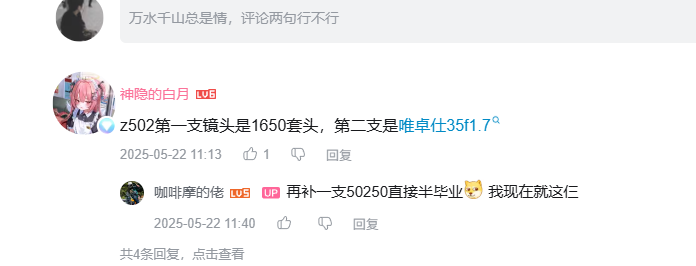 万水千山总是情，评论两句行不行
神隐的白月 LV6
z502第一支镜头是1650套头，第二支是唯卓仕35f1.7
2025-05-22 11:13 1 回复
咖啡摩的佬 LV5 UP 再补一支50250直接半毕业 我现在就这仨
2025-05-22 11:40 回复
共4条回复，点击查看